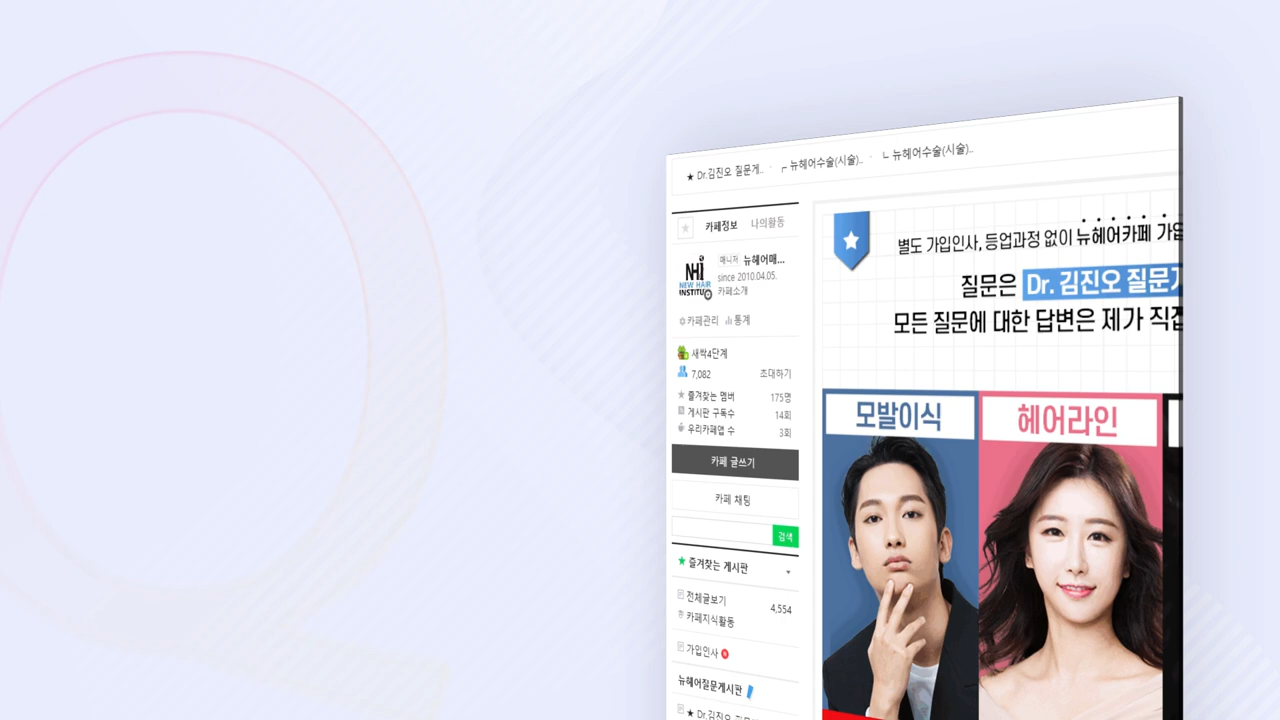 Q
★ Dr.김진오 질문게.. · ┌ 뉴헤어수술(시술).. · ㄴ 뉴헤어수술(시술)..
카페정보 나의활동
NHI
NEW HAIR
INSTITU
매니저 뉴헤어매...
since 2010.04.05.
카페소개
카페관리 통계
새싹4단계
7,082 초대하기
즐겨찾는 멤버 175명
게시판 구독수 14회
우리카페앱 수 3회
카페 글쓰기
카페 채팅
검색
★ 즐겨찾는 게시판
전체글보기 4,554
카페지식활동
가입인사 N
뉴헤어질문게시판
★ Dr.김진오
별도 가입인사, 등업과정 없이 뉴헤어카페 가입
질문은 Dr. 김진오 질문
모든 질문에 대한 답변은 제가 직접
모발이식
헤어라인